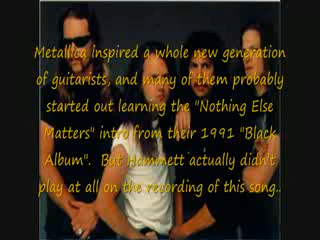 Metallica inspired a whole new generation
of guitarists, and many of them probably
started out learning the "Nothing Else
Matters" intro from their 1991 "Black
Album".  But Hammett actually didn't
play at all on the recording of this song..